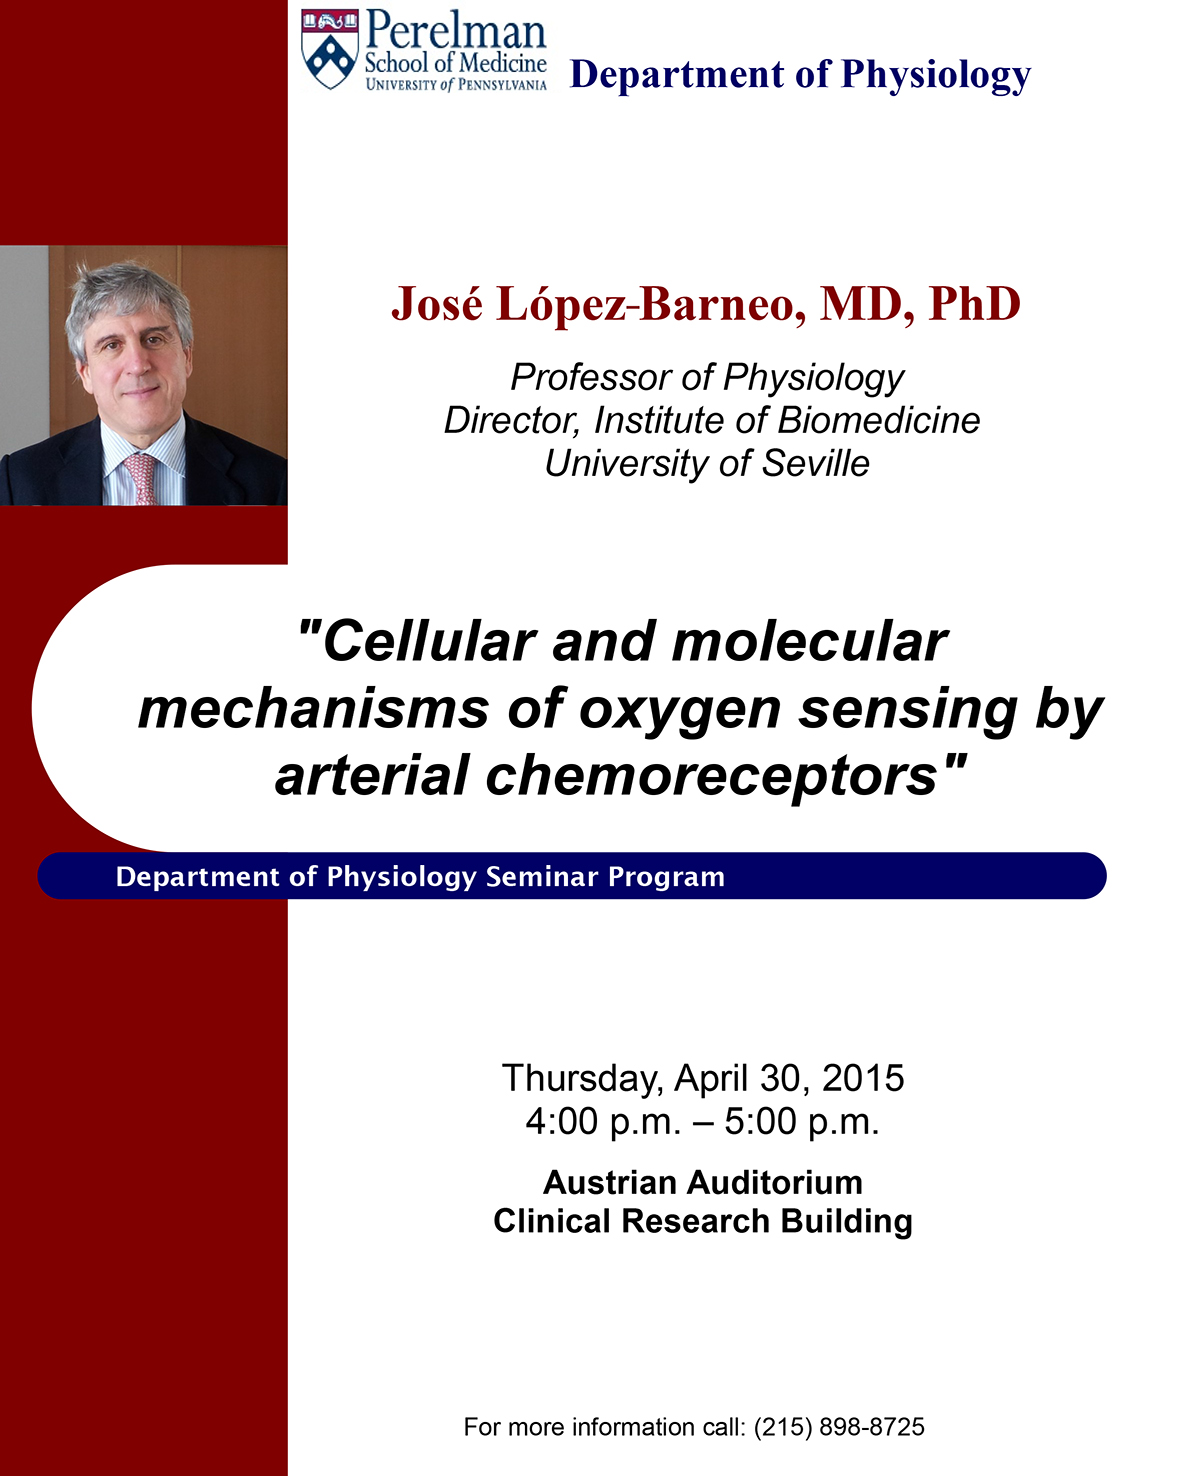 Perelman
School of Medicine
University of Pennsylvania
Department of Physiology
José López-Barneo, MD, PhD
Professor of Physiology
Director, Institute of Biomedicine
University of Seville
"Cellular and molecular
mechanisms of oxygen sensing by
arterial chemoreceptors"
Department of Physiology Seminar Program
Thursday, April 30, 2015
4:00 p.m. – 5:00 p.m.
Austrian Auditorium
Clinical Research Building
For more information call: (215) 898-8725